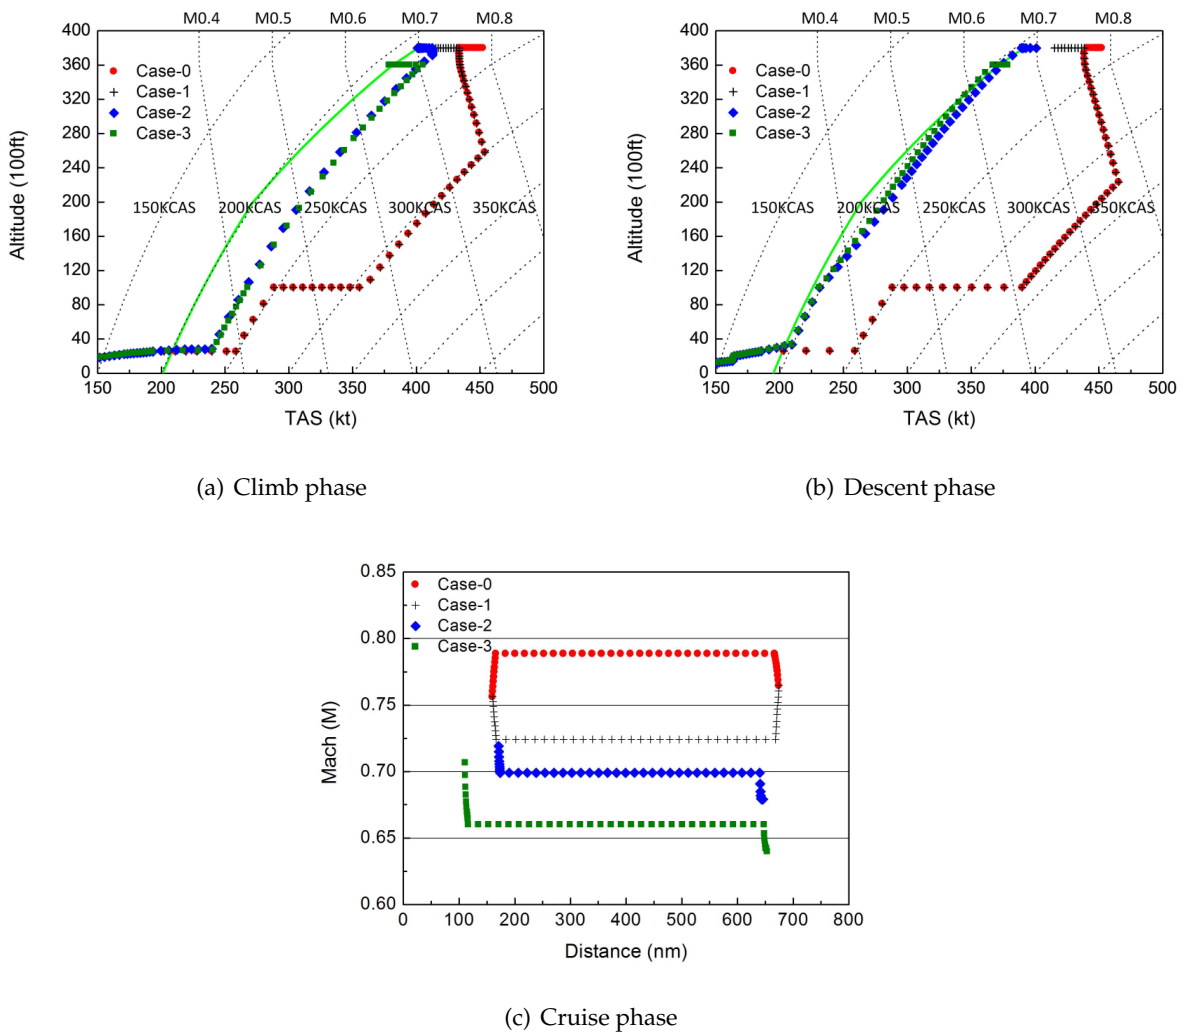 M0.4 M0.5 M0.6 M0.7 M0.8
400
360
320
280
240
200
160
120
80
40
0
Altitude (100ft)
Case-0
Case-1
Case-2
Case-3
150KCAS 200KCAS 250KCAS 300KCAS 350KCAS
150 200 250 300 350 400 450 500
TAS (kt)
(a) Climb phase
M0.4 M0.5 M0.6 M0.7 M0.8
400
360
320
280
240
200
160
120
80
40
0
Altitude (100ft)
Case-0
Case-1
Case-2
Case-3
150KCAS 200KCAS 250KCAS 300KCAS 350KCAS
150 200 250 300 350 400 450 500
TAS (kt)
(b) Descent phase
0.85
0.80
0.75
0.70
0.65
0.60
Mach (M)
Case-0
Case-1
Case-2
Case-3
0 100 200 300 400 500 600 700 800
Distance (nm)
(c) Cruise phase